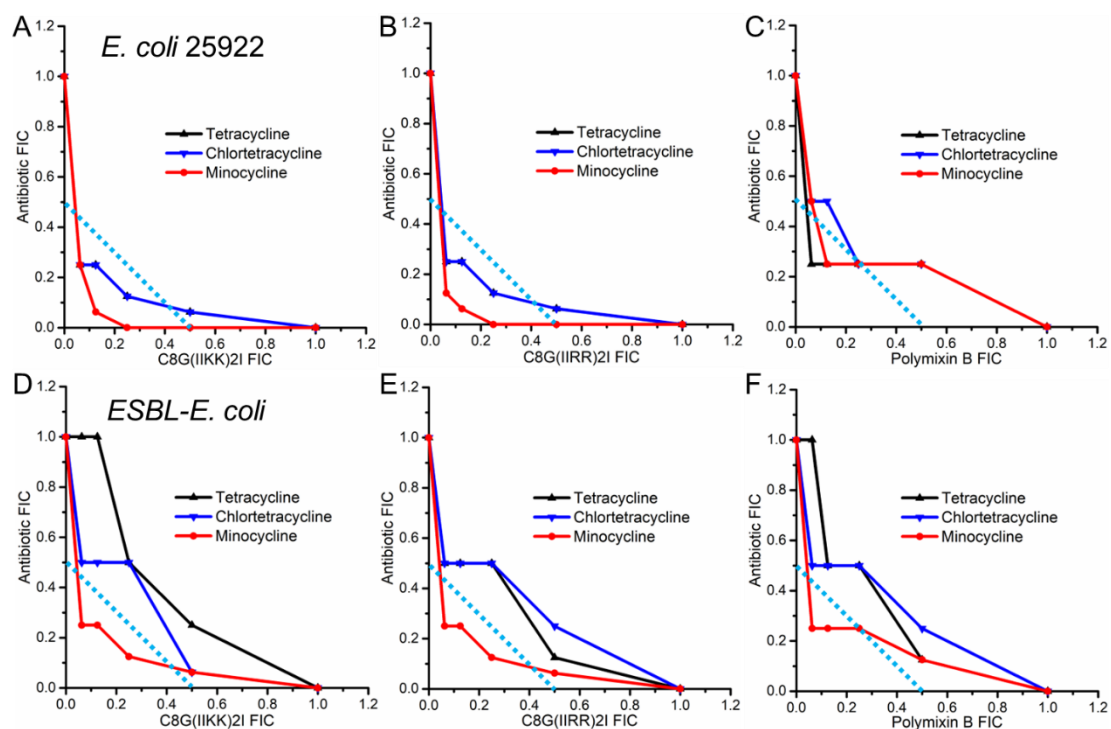 A
E. coli 25922
Antibiotic FIC
1.2
1.0
0.8
0.6
0.4
0.2
0.0
Tetracycline
Chlortetracycline
Minocycline
0.0 0.2 0.4 0.6 0.8 1.0 1.2
C8G(IIKK)2I FIC
B
Antibiotic FIC
1.2
1.0
0.8
0.6
0.4
0.2
0.0
Tetracycline
Chlortetracycline
Minocycline
0.0 0.2 0.4 0.6 0.8 1.0 1.2
C8G(IIRR)2I FIC
C
Antibiotic FIC
1.2
1.0
0.8
0.6
0.4
0.2
0.0
Tetracycline
Chlortetracycline
Minocycline
0.0 0.2 0.4 0.6 0.8 1.0 1.2
Polymixin B FIC
D
ESBL-E. coli
Antibiotic FIC
1.2
1.0
0.8
0.6
0.4
0.2
0.0
Tetracycline
Chlortetracycline
Minocycline
0.0 0.2 0.4 0.6 0.8 1.0 1.2
C8G(IIKK)2I FIC
E
Antibiotic FIC
1.2
1.0
0.8
0.6
0.4
0.2
0.0
Tetracycline
Chlortetracycline
Minocycline
0.0 0.2 0.4 0.6 0.8 1.0 1.2
C8G(IIRR)2I FIC
F
Antibiotic FIC
1.2
1.0
0.8
0.6
0.4
0.2
0.0
Tetracycline
Chlortetracycline
Minocycline
0.0 0.2 0.4 0.6 0.8 1.0 1.2
Polymixin B FIC